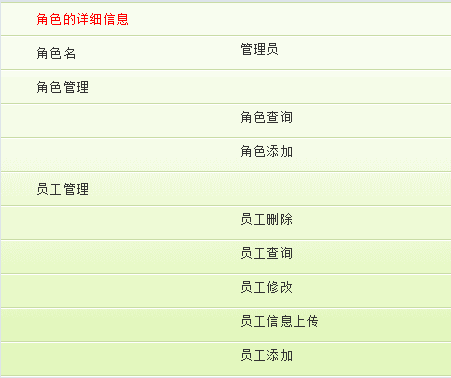 角色的详细信息
角色名 管理员
角色管理
角色查询
角色添加
员工管理
员工删除
员工查询
员工修改
员工信息上传
员工添加